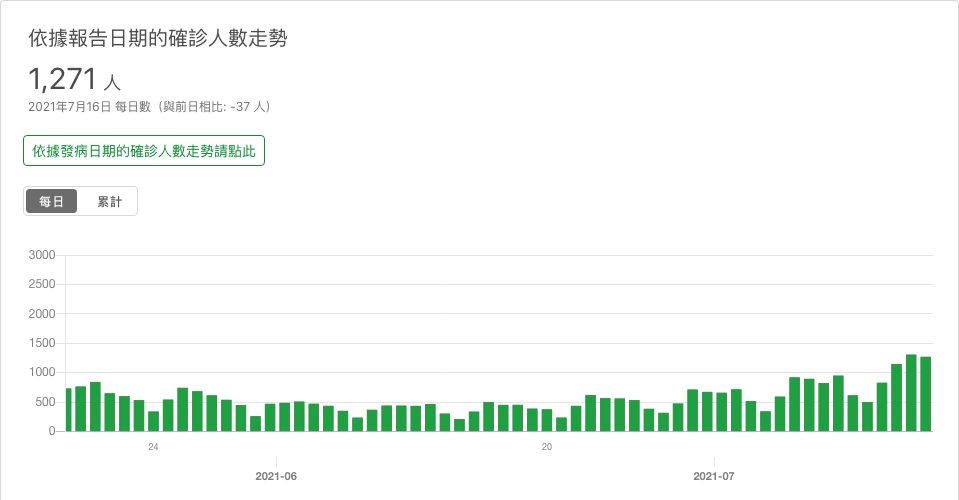 依據報告日期的確診人數走勢
1,271 人
2021年7月16日 每日數（與前日相比: -37 人）
依據發病日期的確診人數走勢請點此
每日 累計
3000
2500
2000
1500
1000
500
0
24 20
2021-06 2021-07